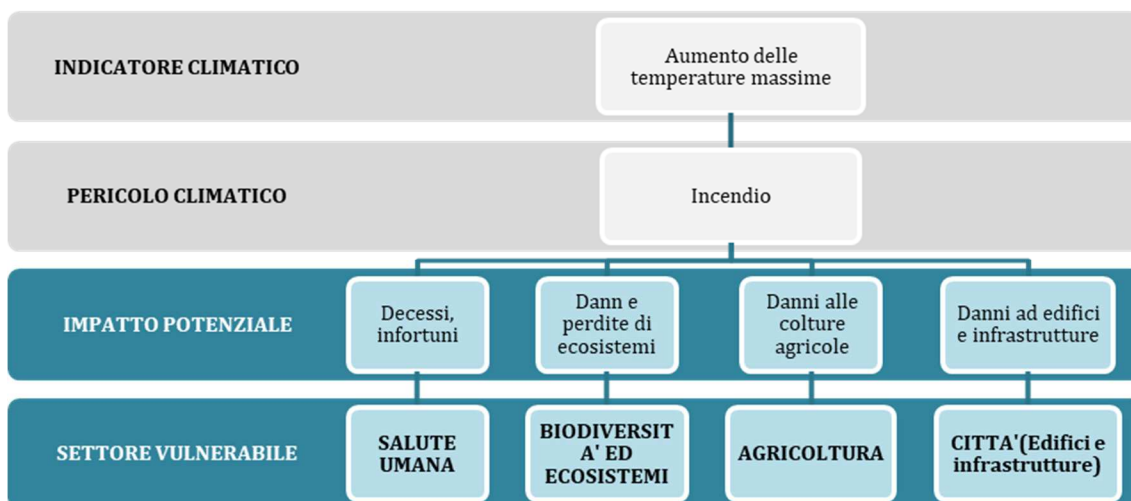 INDICATORE CLIMATICO
Aumento delle
temperature massime
PERICOLO CLIMATICO
Incendio
IMPATTO POTENZIALE
Decessi,
infortuni
Dann e
perdite di
ecosistemi
Danni alle
colture
agricole
Danni ad edifici
e infrastrutture
SETTORE VULNERABILE
SALUTE
UMANA
BIODIVERSIT
A' ED
ECOSISTEMI
AGRICOLTURA
CITTA'(Edifici e
infrastrutture)